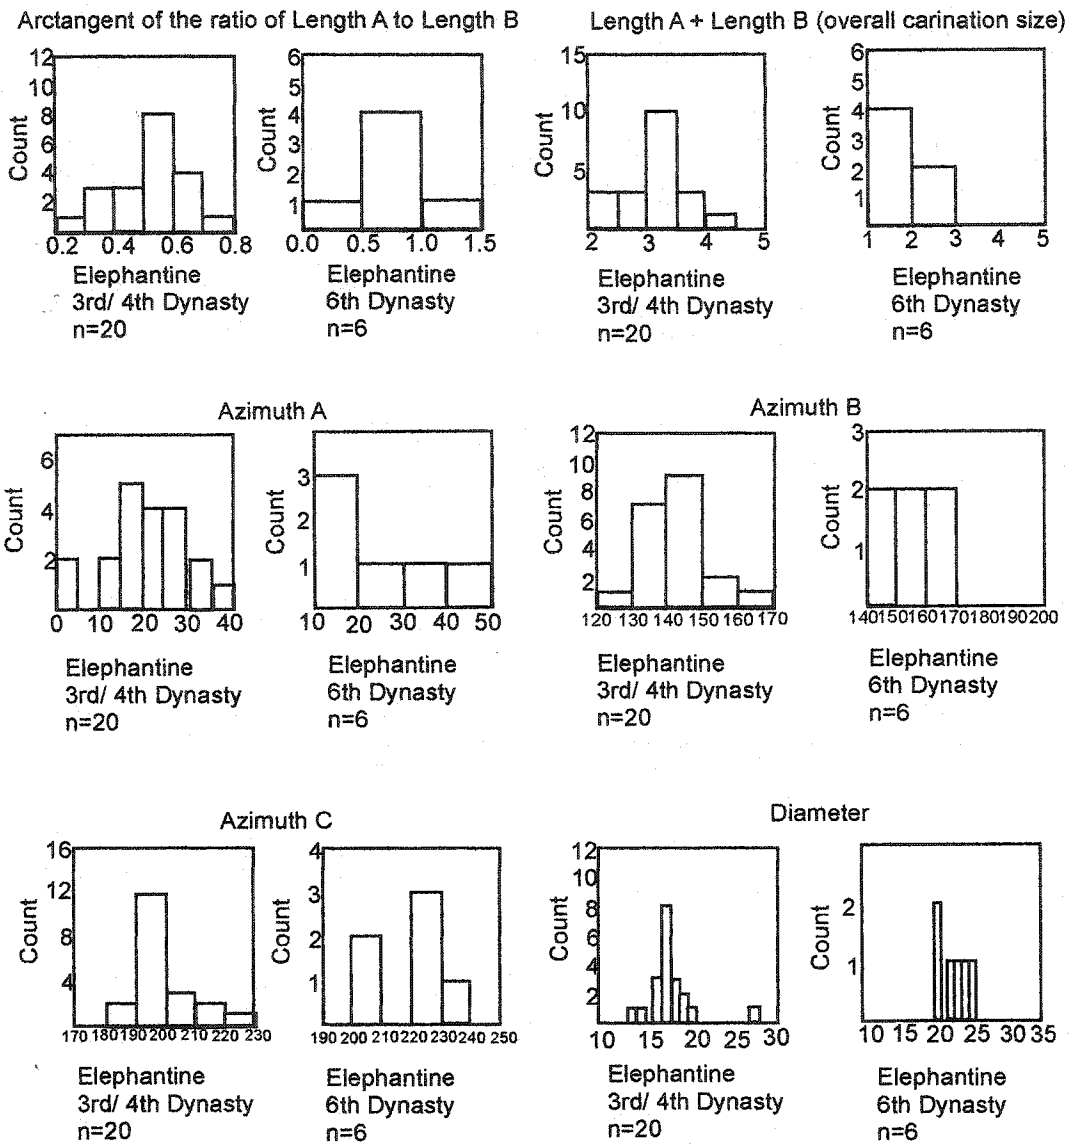 Arctangent of the ratio of Length A to Length B
12
10
8
6
4
2
Count
0.2 0.4 0.6 0.8
Elephantine
3rd/ 4th Dynasty
n=20
6
5
4
3
2
1
Count
0.0 0.5 1.0 1.5
Elephantine
6th Dynasty
n=6
Length A + Length B (overall carination size)
15
10
5
Count
2 3 4 5
Elephantine
3rd/ 4th Dynasty
n=20
6
5
4
3
2
1
Count
1 2 3 4 5
Elephantine
6th Dynasty
n=6
Azimuth A
6
4
2
Count
0 10 20 30 40
Elephantine
3rd/ 4th Dynasty
n=20
3
2
1
Count
10 20 30 40 50
Elephantine
6th Dynasty
n=6
Azimuth B
12
10
8
6
4
2
Count
120 130 140 150 160 170
Elephantine
3rd/ 4th Dynasty
n=20
3
2
1
Count
140 150 160 170 180 190 200
Elephantine
6th Dynasty
n=6
Azimuth C
16
12
8
4
Count
170 180 190 200 210 220 230
Elephantine
3rd/ 4th Dynasty
n=20
4
3
2
1
Count
190 200 210 220 230 240 250
Elephantine
6th Dynasty
n=6
Diameter
12
10
8
6
4
2
Count
10 15 20 25 30
Elephantine
3rd/ 4th Dynasty
n=20
2
1
Count
10 15 20 25 30 35
Elephantine
6th Dynasty
n=6